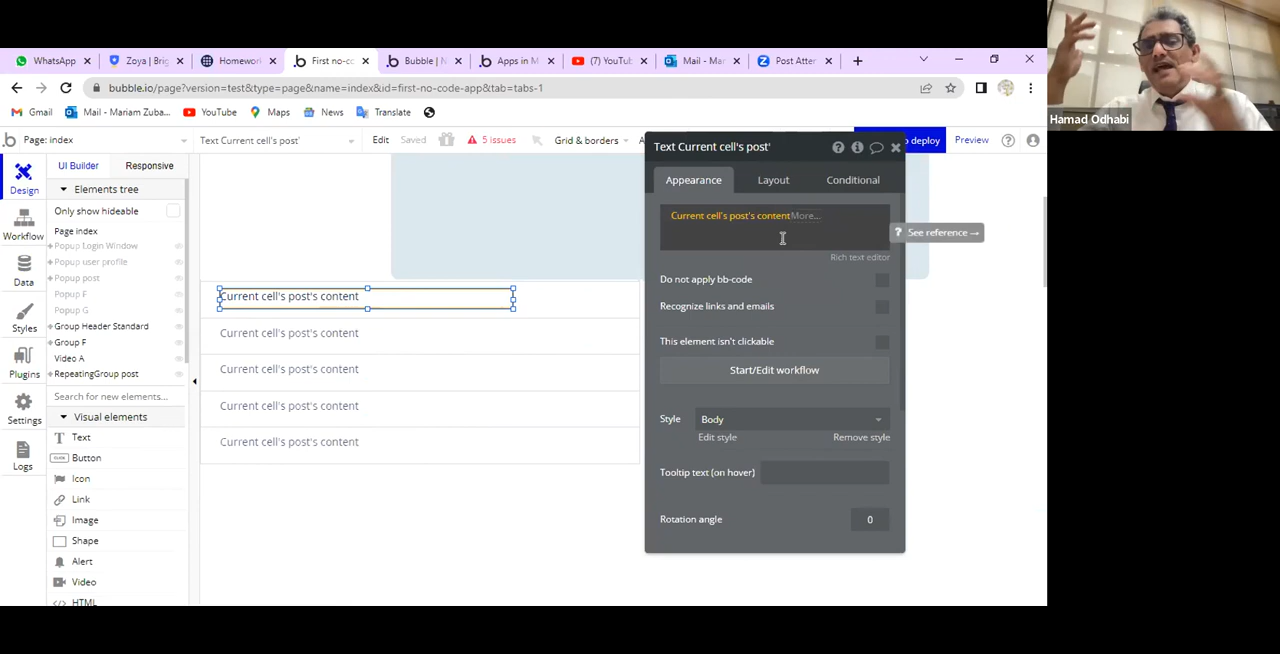 WhatsApp
Zoya | Brig
Homework
First no-co
Bubble | N
Apps in M
(7) YouTub
Mail - Mar
Post Atter
bubble.io/page?version=test&type=page&name=index&id=first-no-code-app&tab=tabs-1
Gmail
Mail - Mariam Zuba...
YouTube
Maps
News
Translate
Hamad Odhabi
Page: index
Text Current cell's post'
Edit
Saved
5 issues
Grid & borders
o deploy
Preview
Design
Workflow
Data
Styles
Plugins
Settings
Logs
UI Builder
Responsive
Elements tree
Only show hideable
Page index
Popup Login Window
Popup user profile
Popup post
Popup F
Popup G
Group Header Standard
Group F
Video A
RepeatingGroup post
Search for new elements...
Visual elements
Text
Button
CLICK
Icon
Link
Image
Shape
Alert
Video
HTML
Current cell's post's content
Current cell's post's content
Current cell's post's content
Current cell's post's content
Current cell's post's content
Text Current cell's post'
Appearance
Layout
Conditional
Current cell's post's contentMore...
? See reference →
Rich text editor
Do not apply bb-code
Recognize links and emails
This element isn't clickable
Start/Edit workflow
Style
Body
Edit style
Remove style
Tooltip text (on hover)
Rotation angle
0